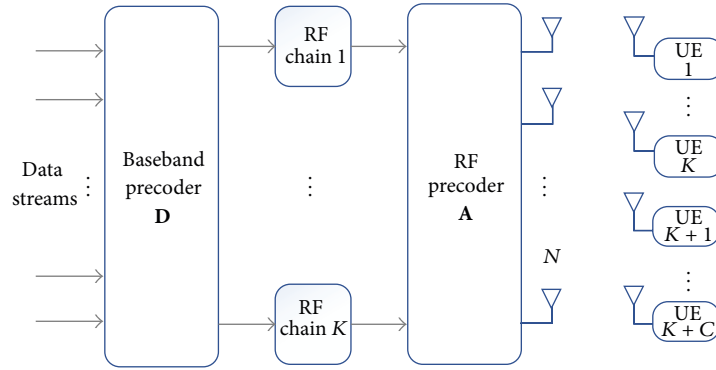 Data
streams
⋮
Baseband
precoder
D
RF
chain 1
⋮
RF
chain K
RF
precoder
A
⋮
N
UE
1
⋮
UE
K
UE
K + 1
⋮
UE
K + C